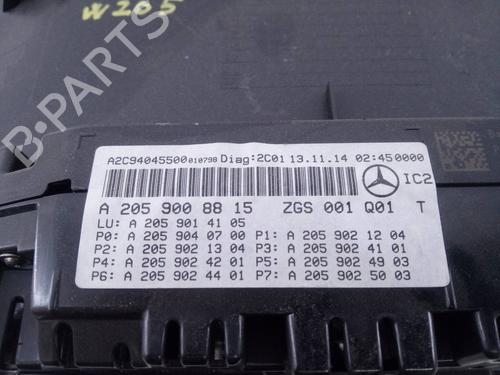 W205
A2C94045500010798Diag:2C01 13.11.14 02:450000
IC2
A 205 900 88 15 ZGS 001 Q01 T
LU: A 205 901 41 05
P0: A 205 904 07 00 P1: A 205 902 12 04
P2: A 205 902 13 04 P3: A 205 902 41 01
P4: A 205 902 42 01 P5: A 205 902 49 03
P6: A 205 902 44 01 P7: A 205 902 50 03
B-PARTS